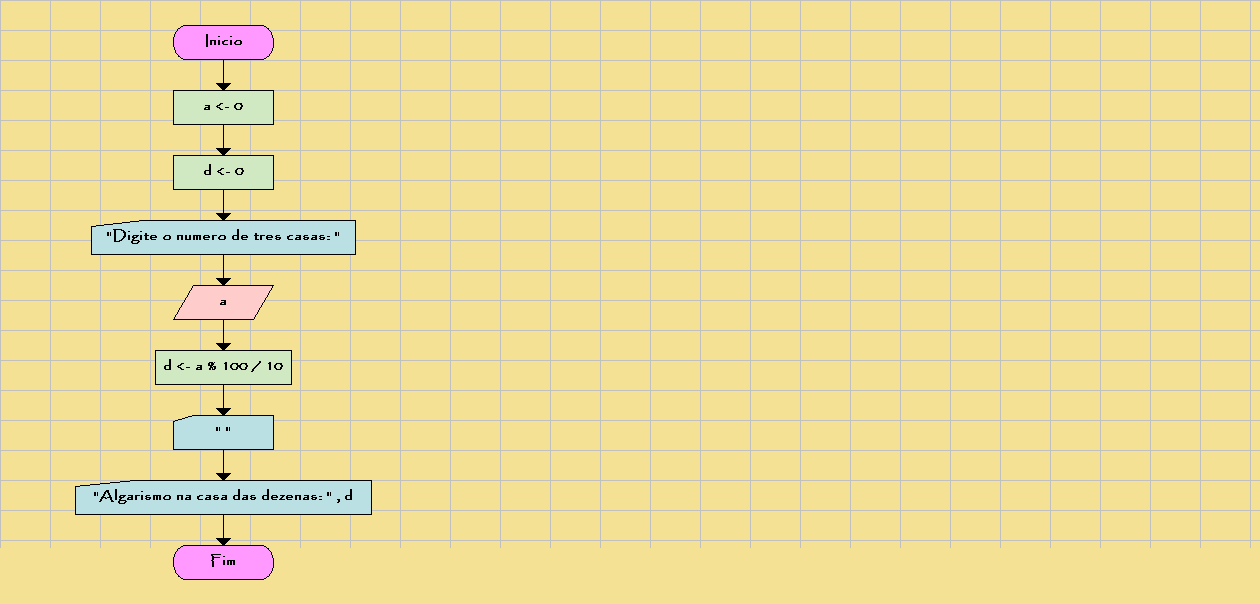 Inicio
a <- 0
d <- 0
"Digite o numero de tres casas: "
a
d <- a % 100 / 10
" "
"Algarismo na casa das dezenas: " , d
Fim